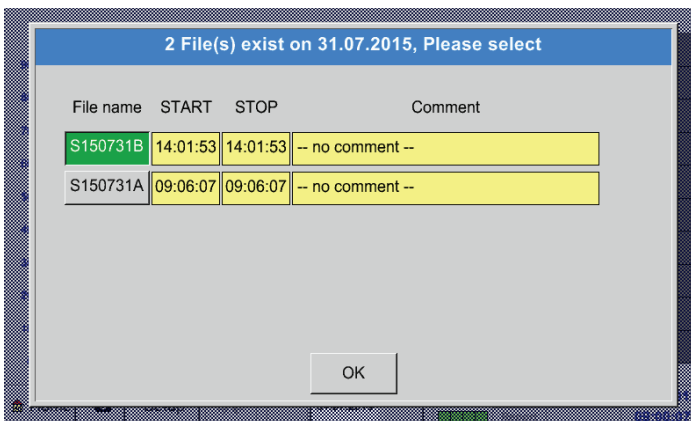 2 File(s) exist on 31.07.2015, Please select
File name START STOP Comment
S150731B 14:01:53 14:01:53 -- no comment --
S150731A 09:06:07 09:06:07 -- no comment --
OK